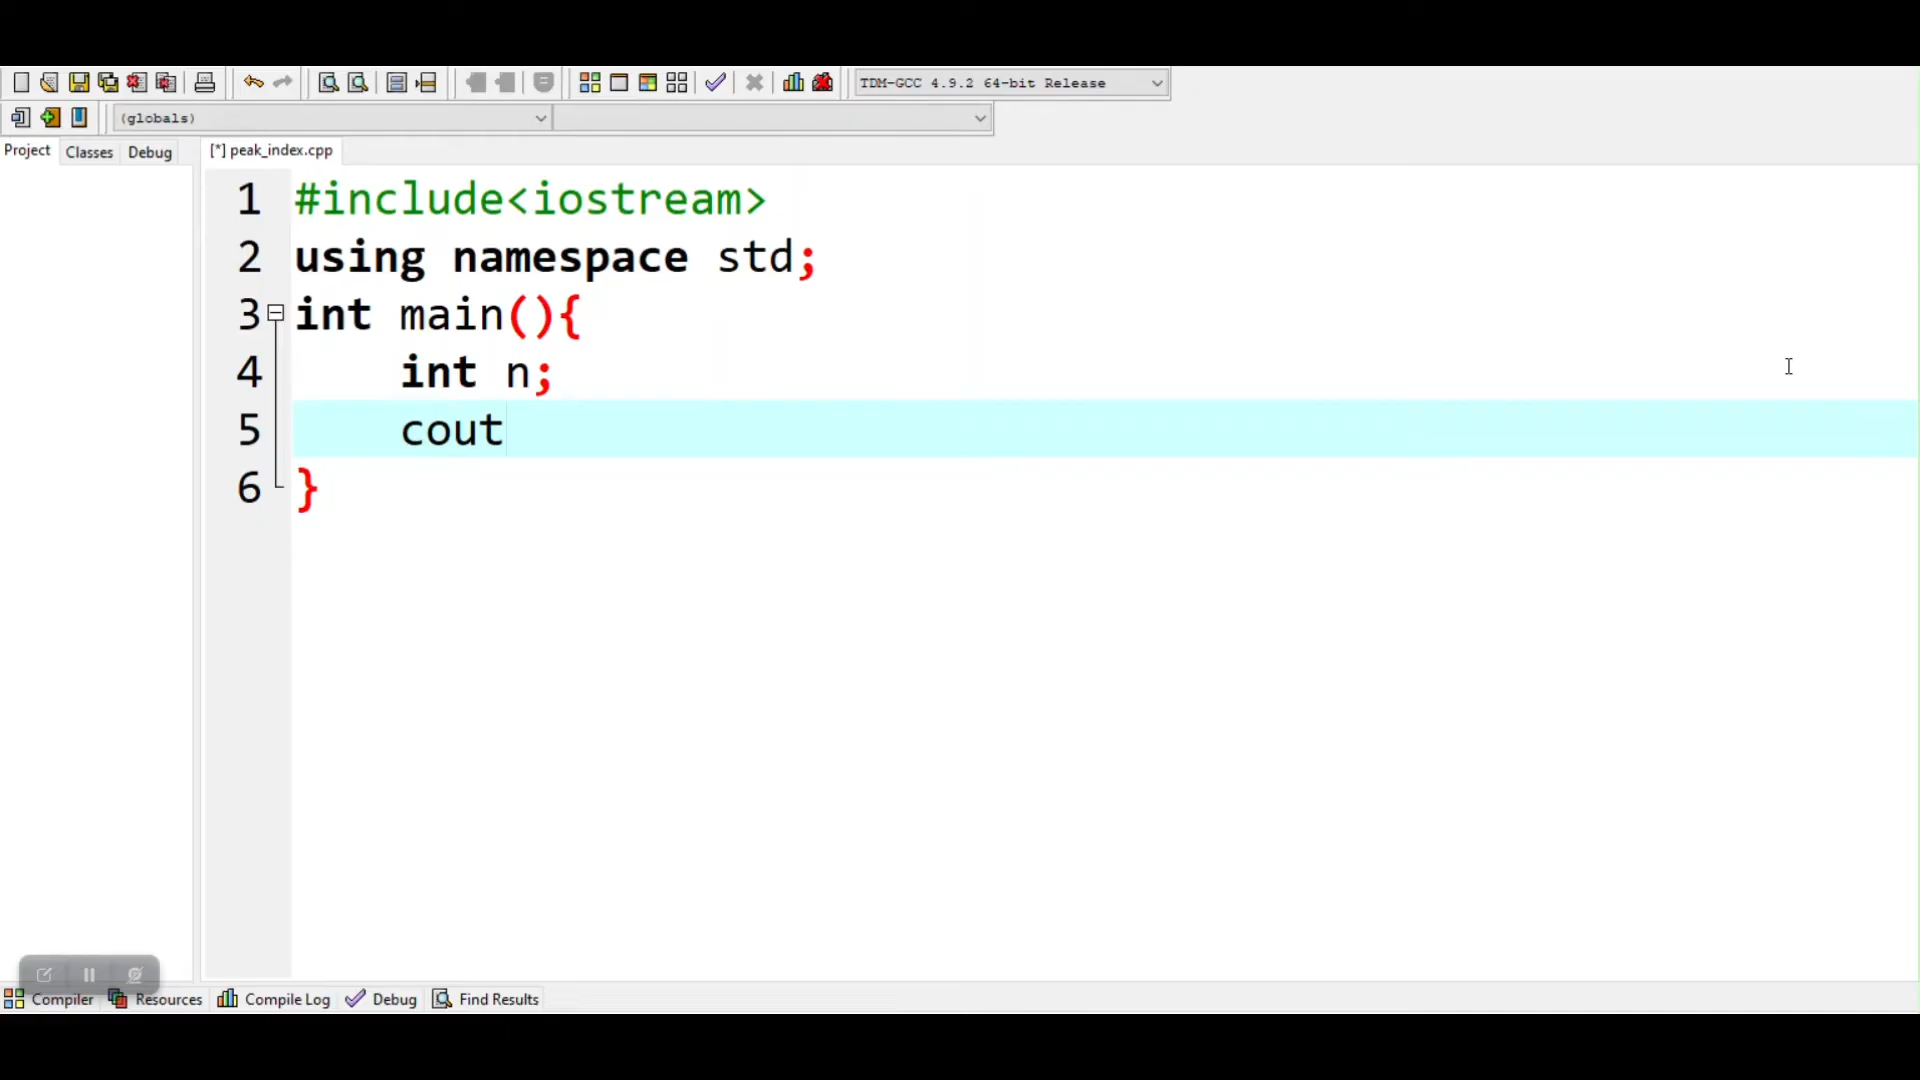 TDM-GCC 4.9.2 64-bit Release
(globals)
Project Classes Debug [*] peak_index.cpp
1 #include<iostream>
2 using namespace std;
3 int main(){
4 int n;
5 cout
6 }
Compiler Resources Compile Log Debug Find Results